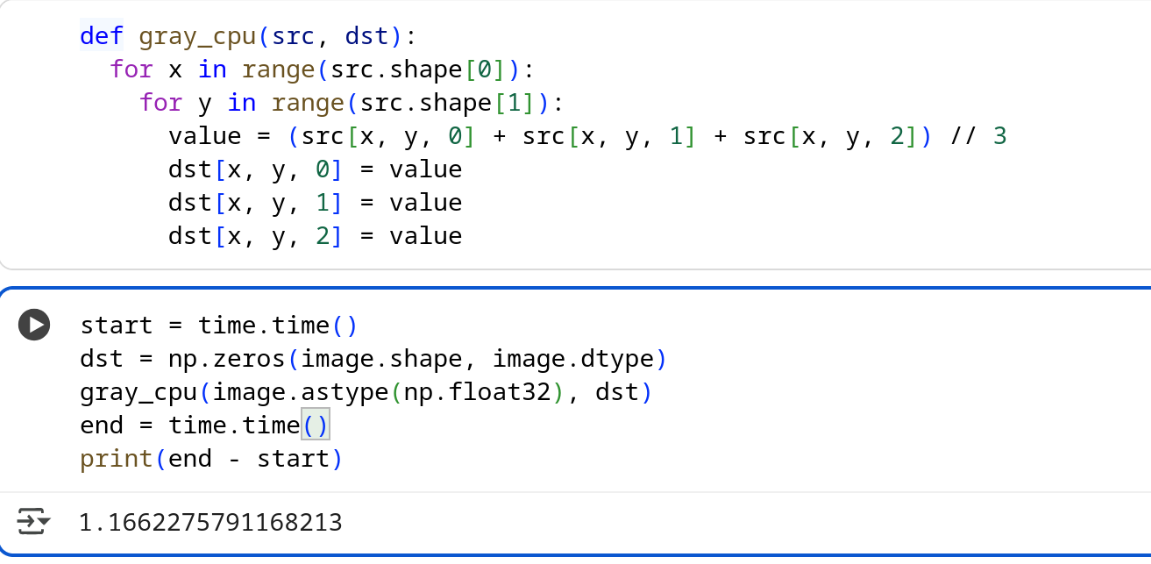 def gray_cpu(src, dst):
  for x in range(src.shape[0]):
    for y in range(src.shape[1]):
      value = (src[x, y, 0] + src[x, y, 1] + src[x, y, 2]) // 3
      dst[x, y, 0] = value
      dst[x, y, 1] = value
      dst[x, y, 2] = value
start = time.time()
dst = np.zeros(image.shape, image.dtype)
gray_cpu(image.astype(np.float32), dst)
end = time.time()
print(end - start)
1.1662275791168213